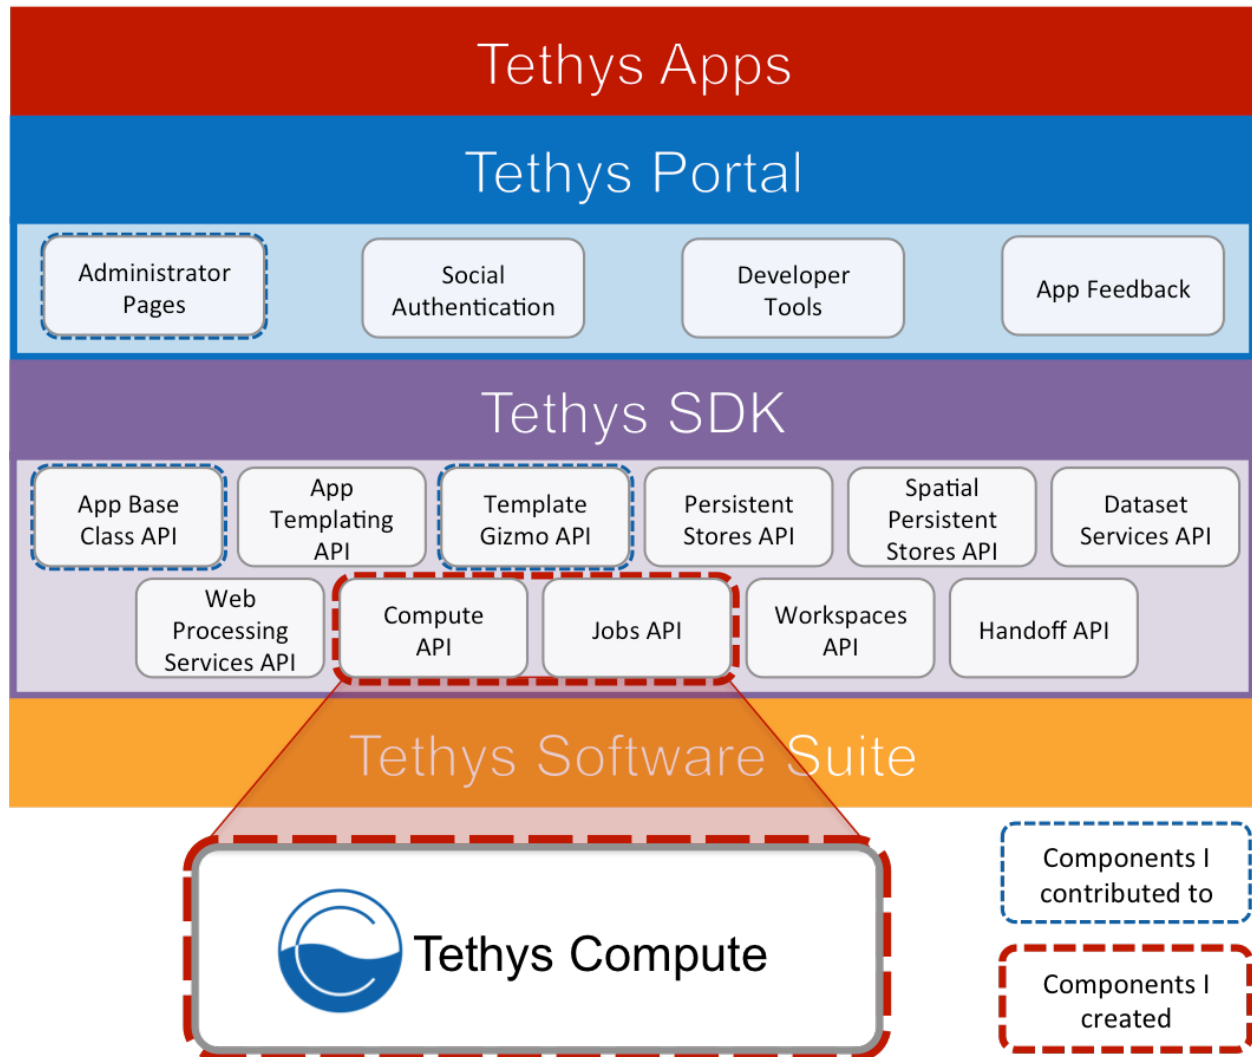 Tethys Apps
Tethys Portal
Administrator
Pages
Social
Authentication
Developer
Tools
App Feedback
Tethys SDK
App Base
Class API
App
Templating
API
Template
Gizmo API
Persistent
Stores API
Spatial
Persistent
Stores API
Dataset
Services API
Web
Processing
Services API
Compute
API
Jobs API
Workspaces
API
Handoff API
Tethys Software Suite
Tethys Compute
Components I
contributed to
Components I
created